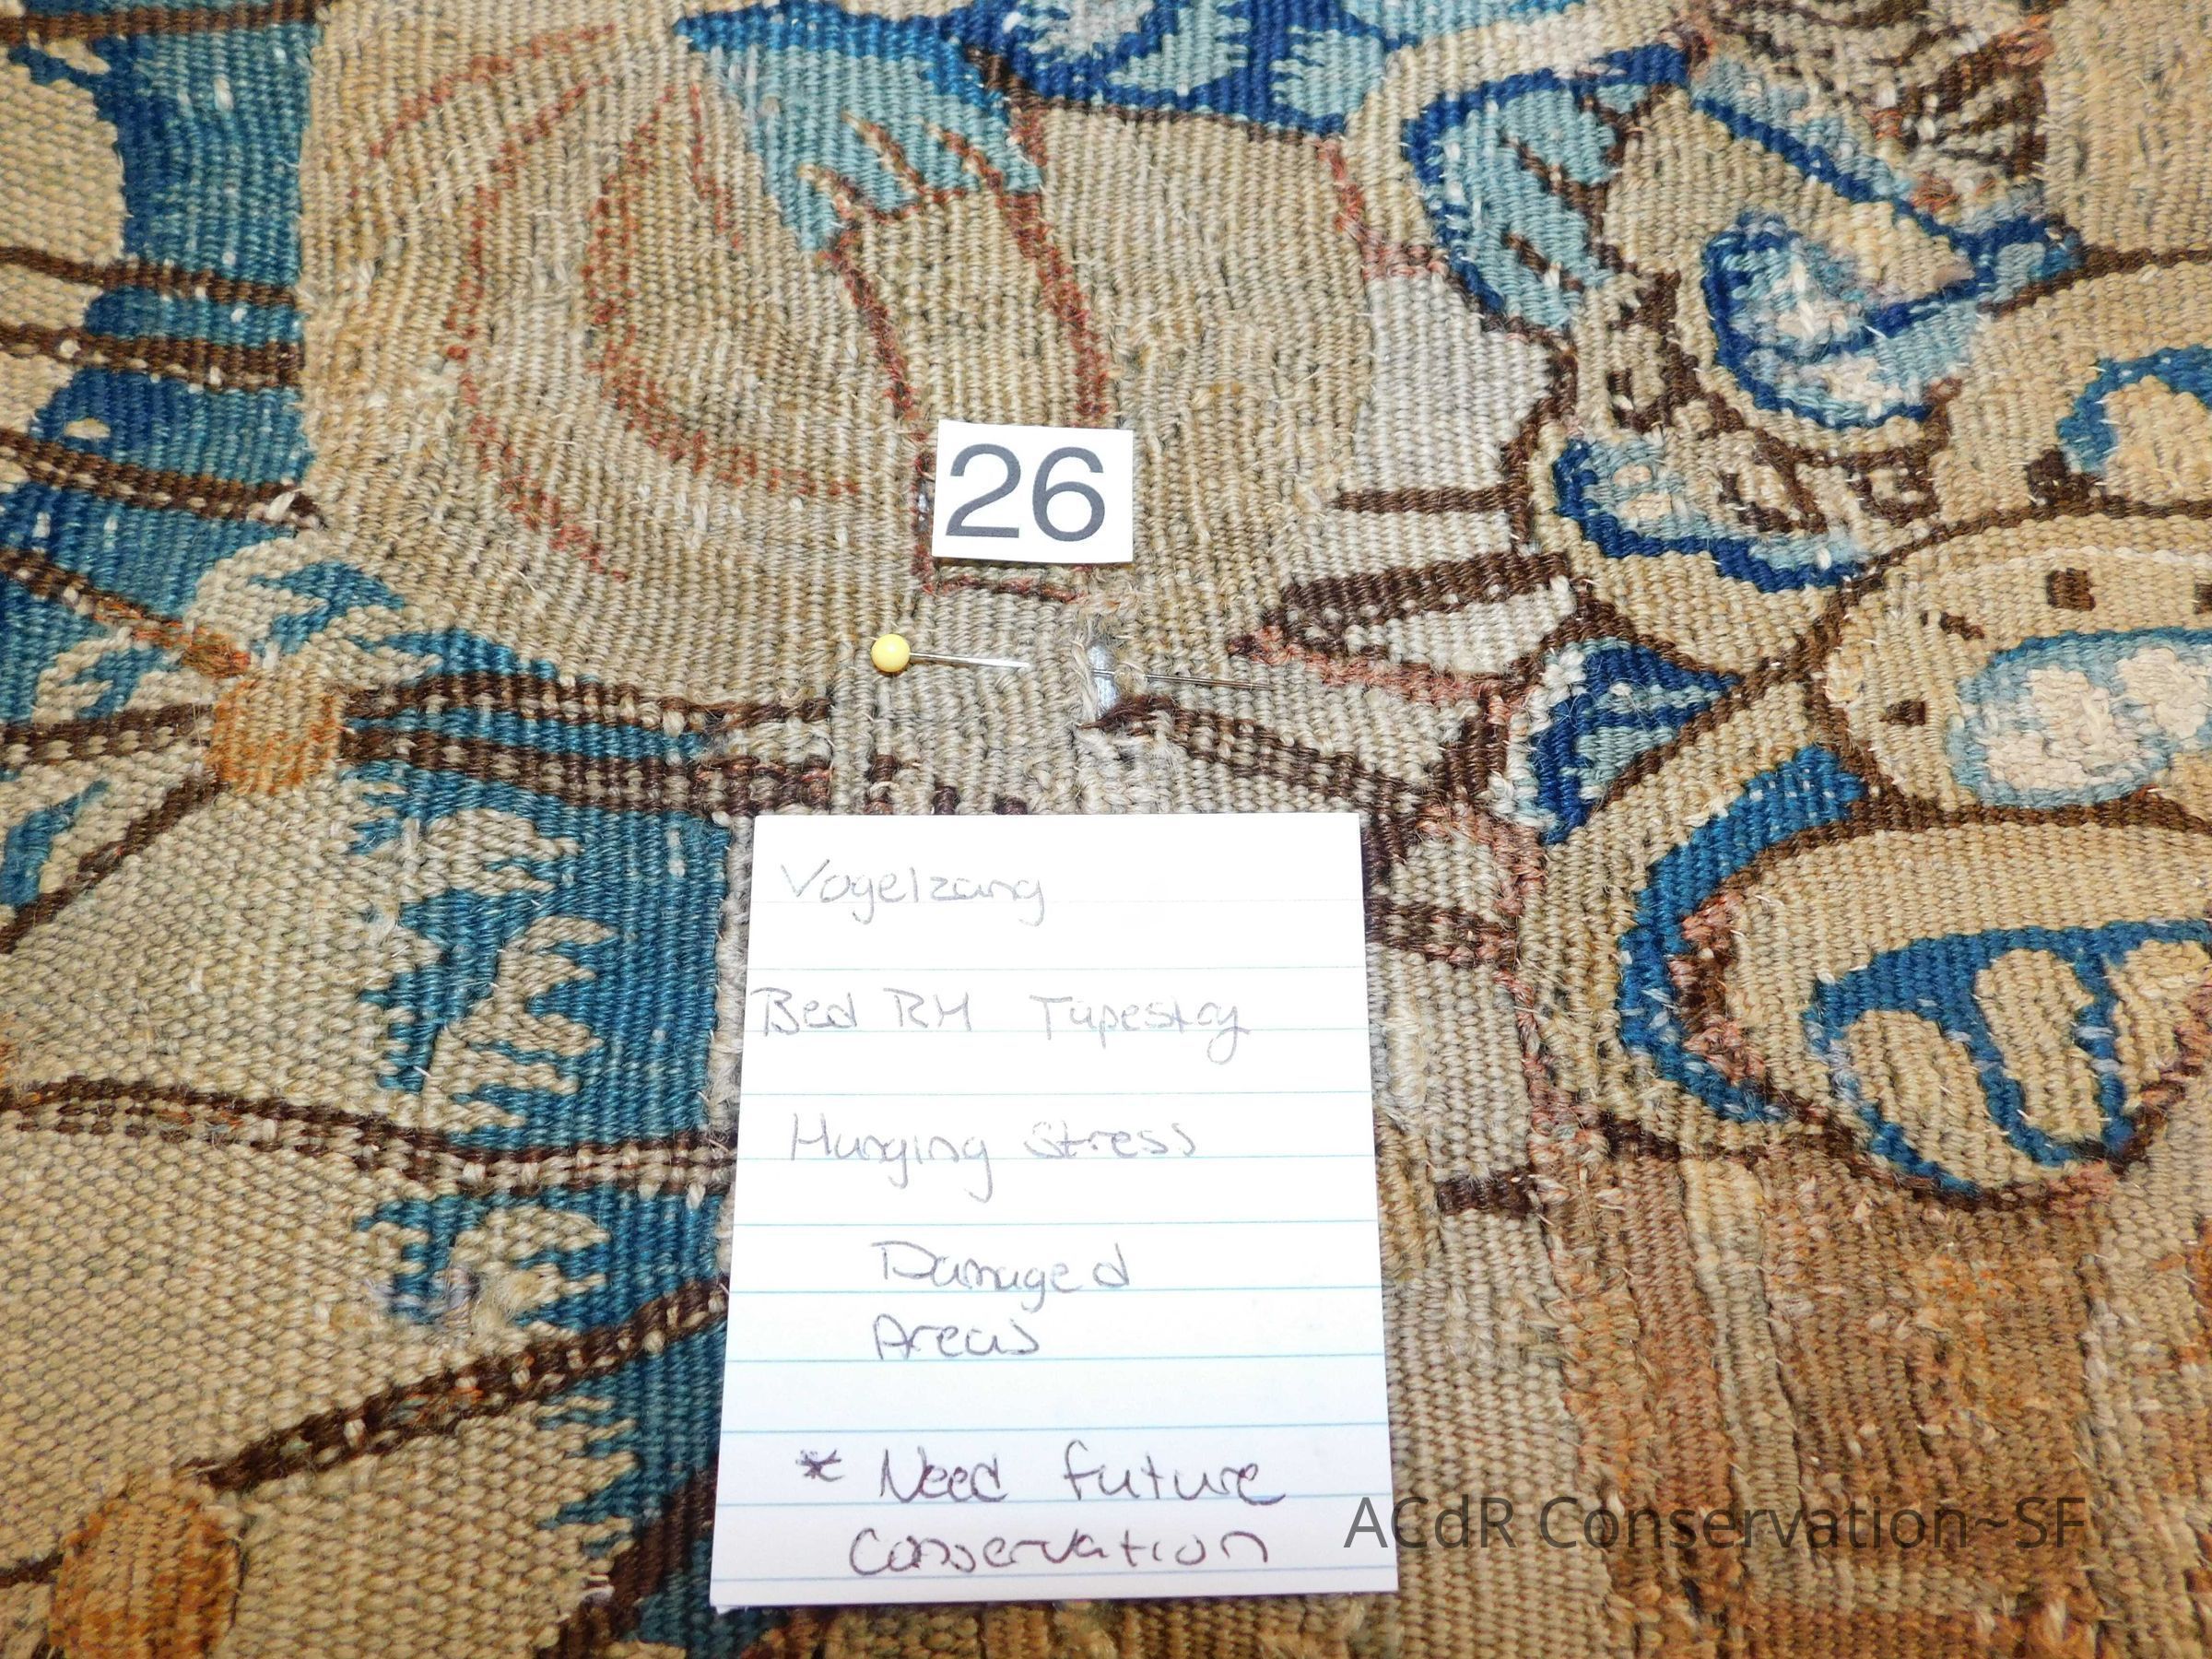 26
Vogelzang
Bed RM Tapestry
Hanging Stress
Damaged
Areas
* Need future
Conservation
ACdR Conservation~SF